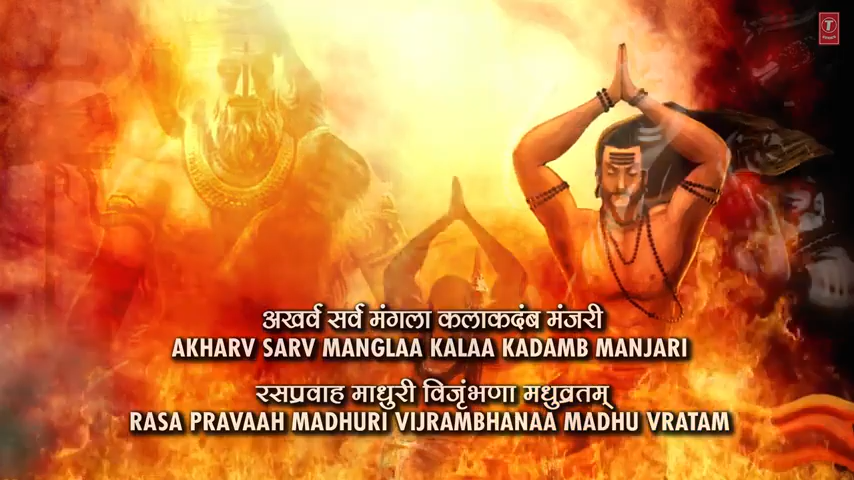 T
अखर्व सर्व मंगला कलाकदंब मंजरी
AKHARV SARV MANGLAA KALAA KADAMB MANJARI
रसप्रवाह माधुरी विजृंभणा मधुव्रतम्
RASA PRAVAAH MADHURI VIJRAMBHANAA MADHU VRATAM